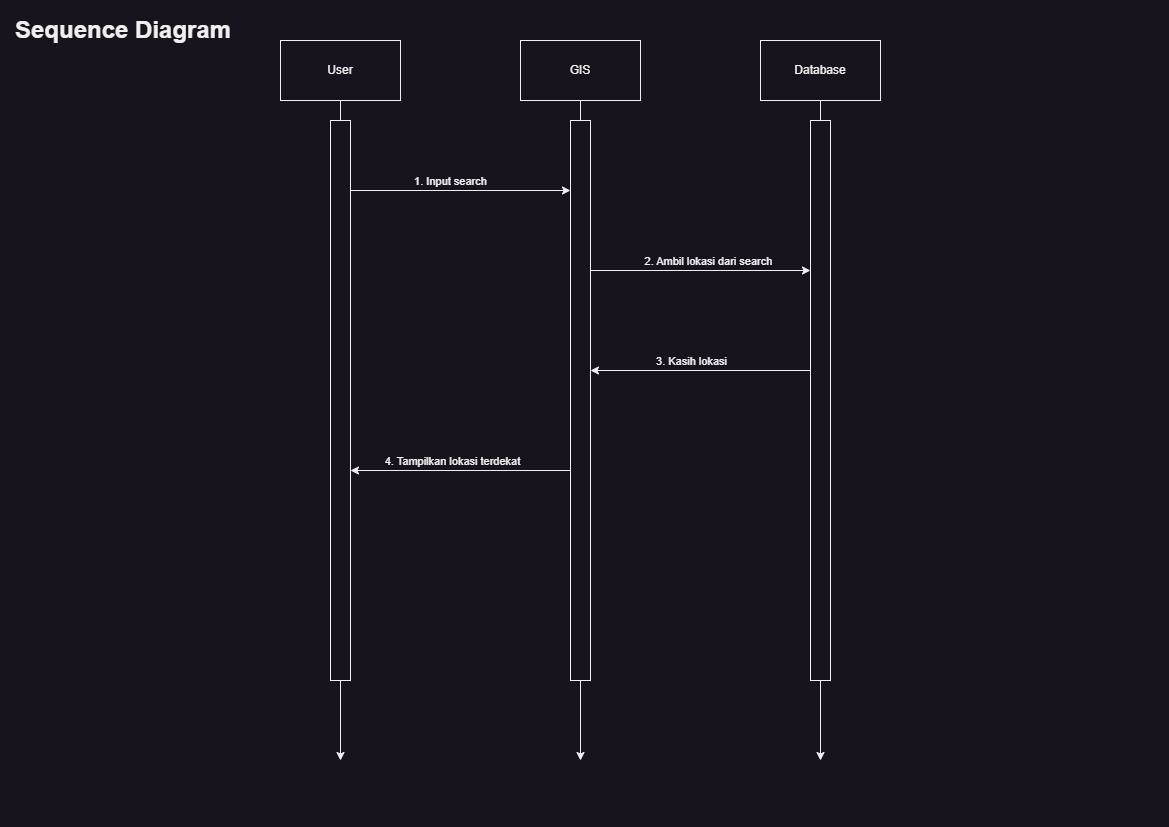 Sequence Diagram
User
GIS
Database
1. Input search
2. Ambil lokasi dari search
3. Kasih lokasi
4. Tampilkan lokasi terdekat